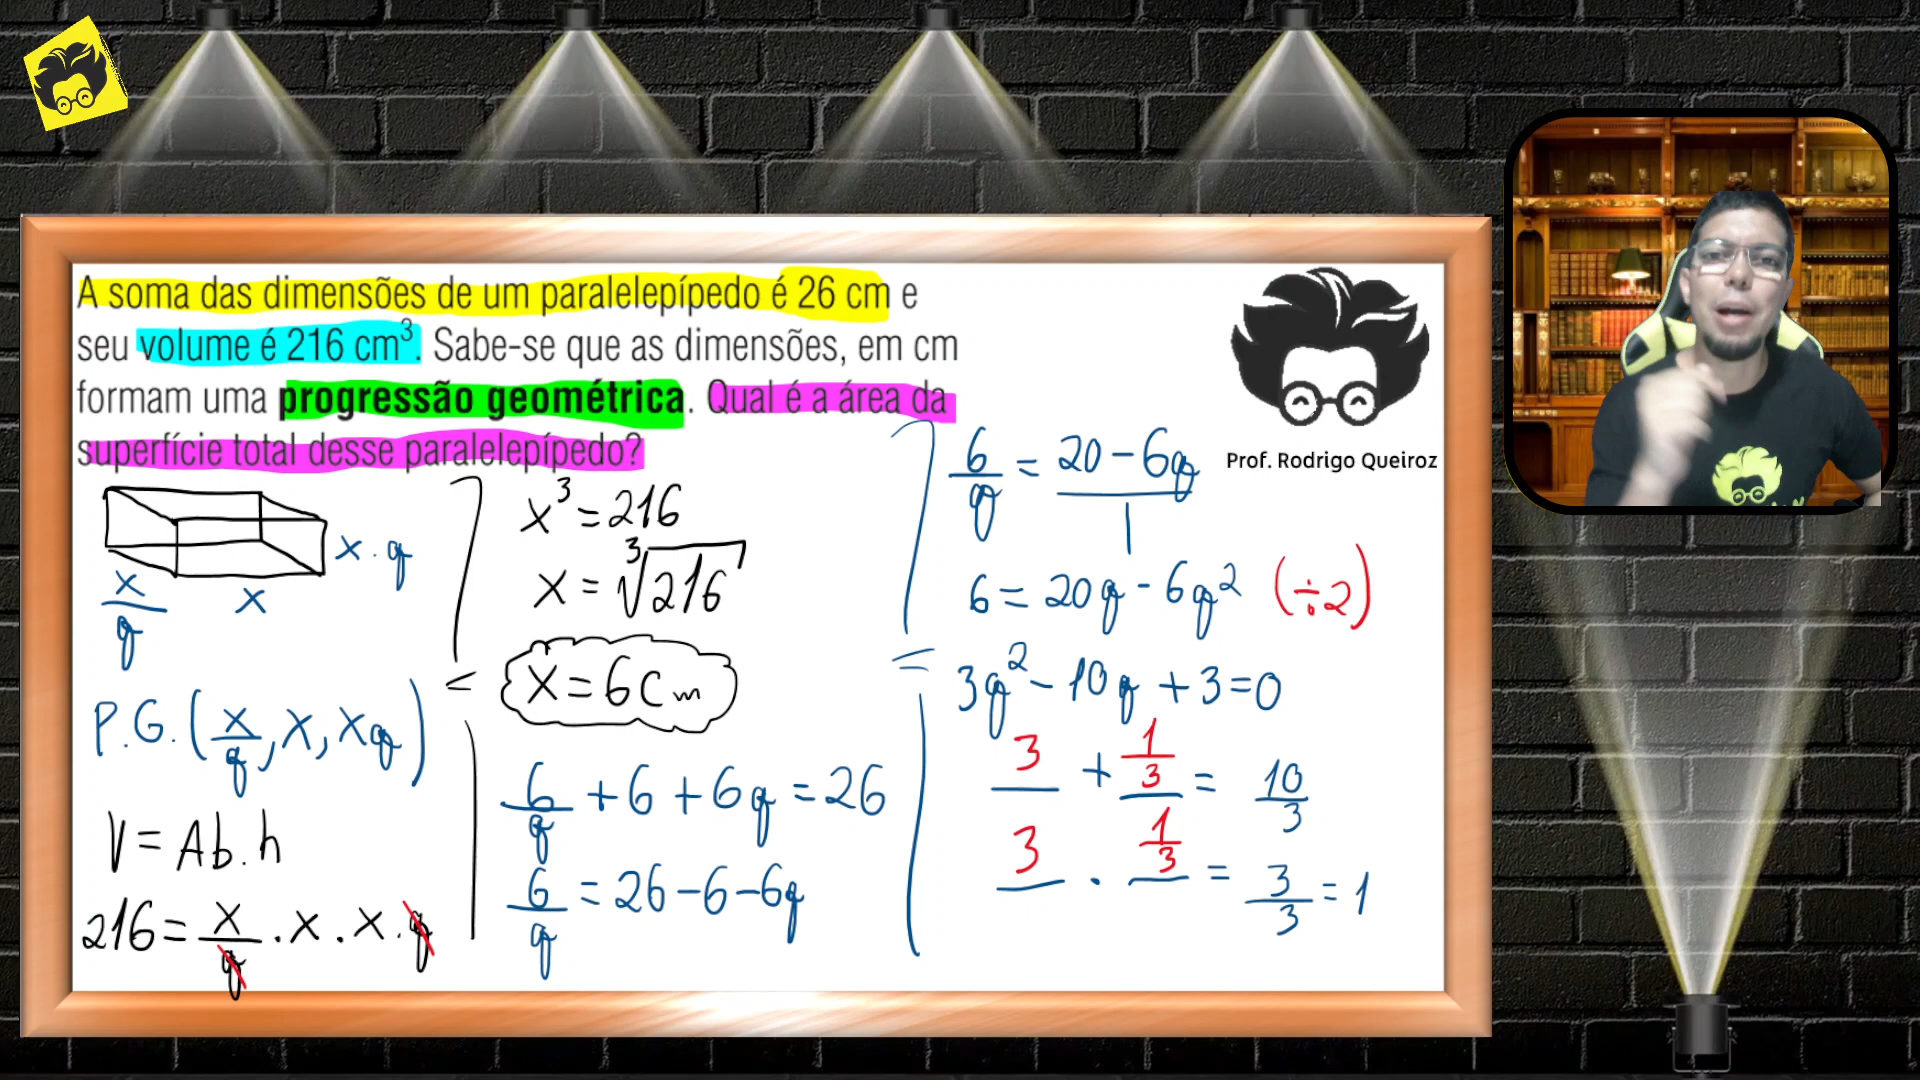 A soma das dimensões de um paralelepípedo é 26 cm e
seu volume é 216 cm³. Sabe-se que as dimensões, em cm
formam uma progressão geométrica. Qual é a área da
superfície total desse paralelepípedo?
x/q
x
x . q
P.G. (x/q, x, xq)
V = Ab.h
216 = x/q . x . x . q
x³ = 216
x = ³√216
x = 6cm
6/q + 6 + 6q = 26
6/q = 26 - 6 - 6q
6/q = 20 - 6q/1
6 = 20q - 6q² (÷2)
3q² - 10q + 3 = 0
3 + 1/3 = 10/3
3 . 1/3 = 3/3 = 1
Prof. Rodrigo Queiroz